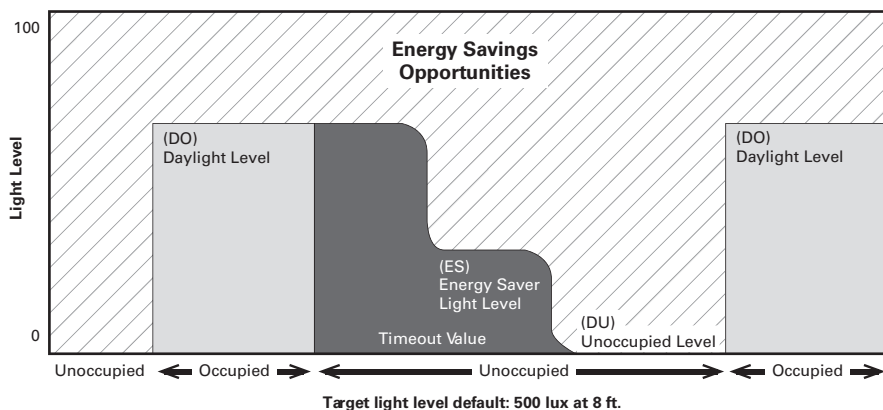 100
Energy Savings
Opportunities
(DO)
Daylight Level
(DO)
Daylight Level
Light Level
(ES)
Energy Saver
Light Level
(DU)
Unoccupied Level
Timeout Value
0
Unoccupied
Occupied
Unoccupied
Occupied
Target light level default: 500 lux at 8 ft.